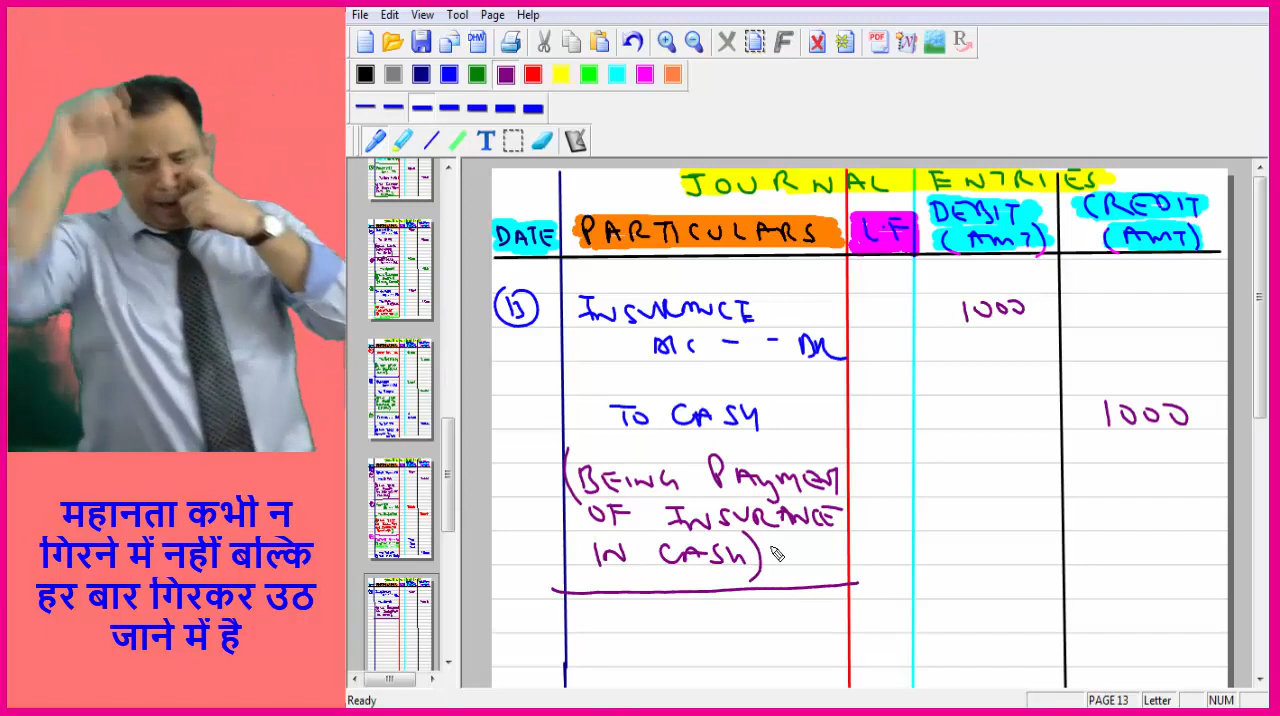 File Edit View Tool Page Help
JOURNAL ENTRIES
DATE PARTICULARS L.F DEBIT (AMT) CREDIT (AMT)
13 INSURANCE 1000
A/C - - DR
TO CASH 1000
(BEING PAYMENT
OF INSURANCE
IN CASH)
महानता कभी न
गिरने में नहीं बल्कि
हर बार गिरकर उठ
जाने में है
Ready PAGE 13 Letter NUM